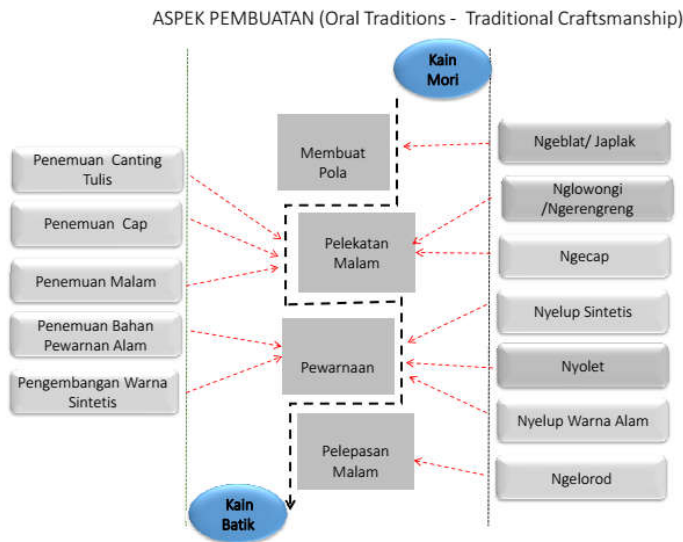 ASPEK PEMBUATAN (Oral Traditions - Traditional Craftsmanship)
Kain
Mori
Membuat
Pola
Ngeblat/ Japlak
Penemuan Canting
Tulis
Nglowongi
/Ngerengreng
Penemuan Cap
Pelekatan
Malam
Ngecap
Penemuan Malam
Nyelup Sintetis
Penemuan Bahan
Pewarnan Alam
Pewarnaan
Nyolet
Pengembangan Warna
Sintetis
Nyelup Warna Alam
Pelepasan
Malam
Ngelorod
Kain
Batik